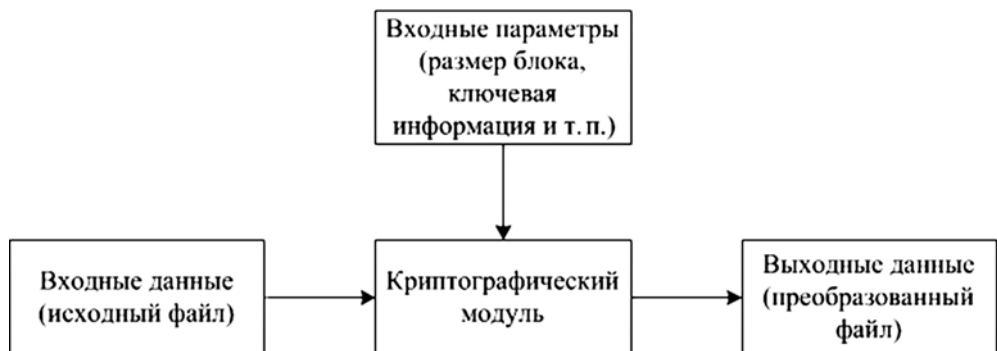 Входные параметры
(размер блока,
ключевая
информация и т. п.)
Входные данные
(исходный файл)
Криптографический
модуль
Выходные данные
(преобразованный
файл)